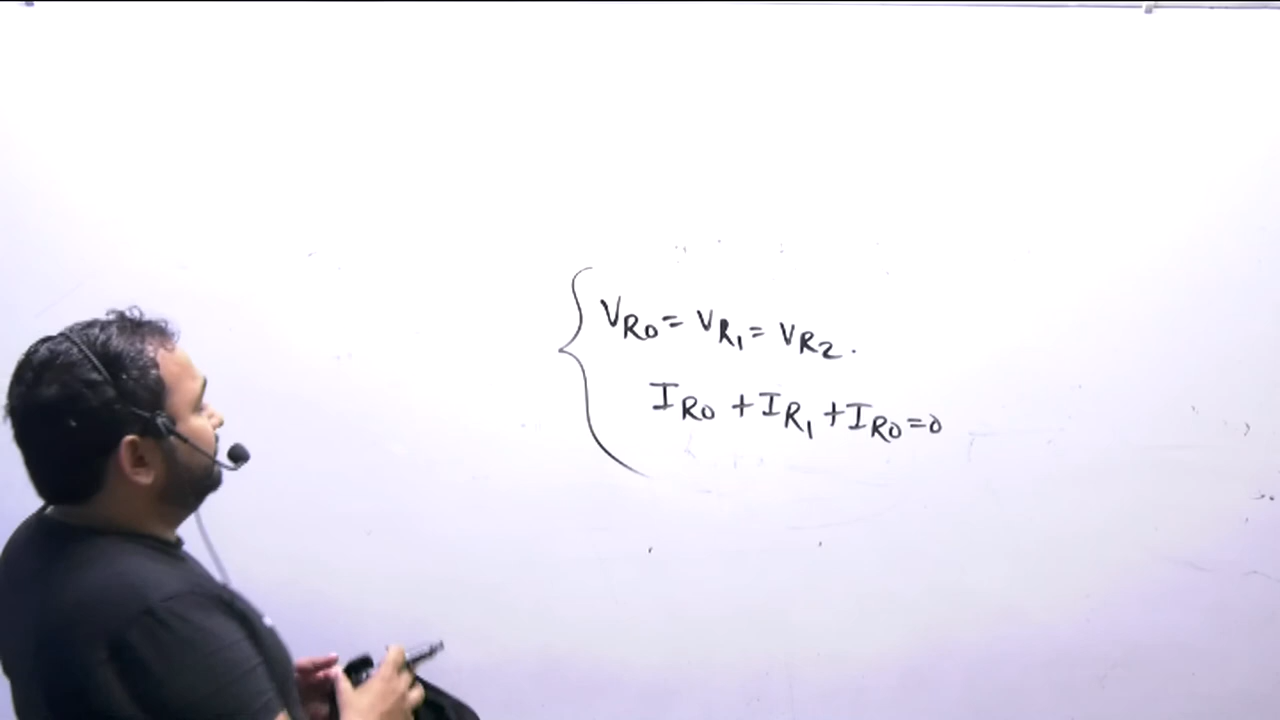 V_R0 = V_R1 = V_R2.
I_R0 + I_R1 + I_R0 = 0